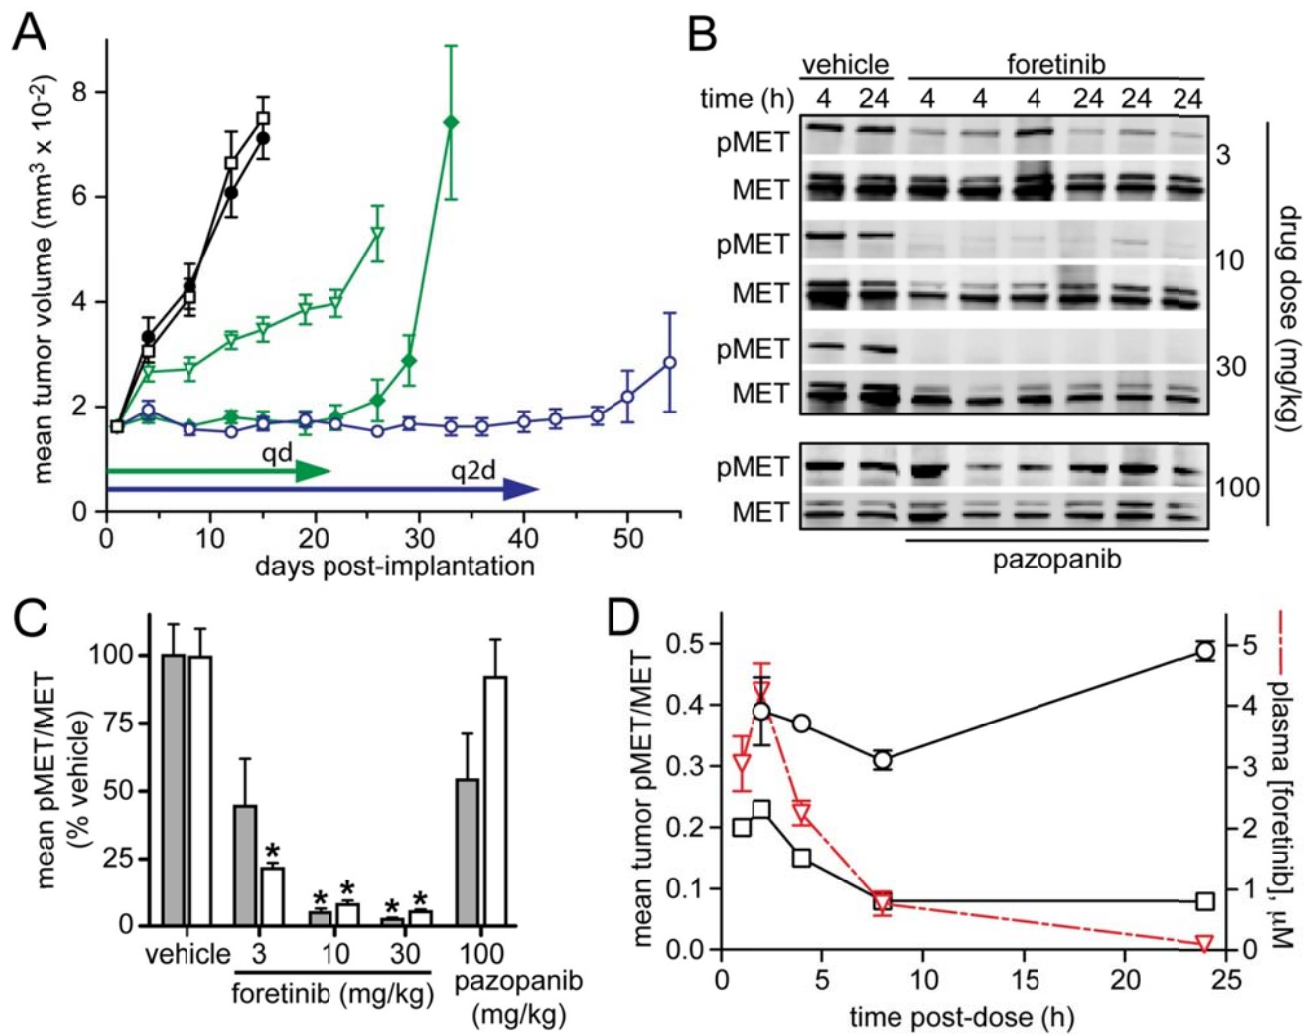 A
mean tumor volume (mm³ x 10⁻²)
8
6
4
2
0
qd
q2d
0 10 20 30 40 50
days post-implantation
B
vehicle foretinib
time (h) 4 24 4 4 4 24 24 24
pMET
MET
3
pMET
MET
10
pMET
MET
30
pMET
MET
100
drug dose (mg/kg)
pazopanib
C
mean pMET/MET
(% vehicle)
100
75
50
25
0
* * * * *
vehicle 3 10 30 100
foretinib (mg/kg) pazopanib
(mg/kg)
D
mean tumor pMET/MET
0.5
0.4
0.3
0.2
0.1
0.0
5
4
3
2
1
0
plasma [foretinib], µM
0 5 10 15 20 25
time post-dose (h)